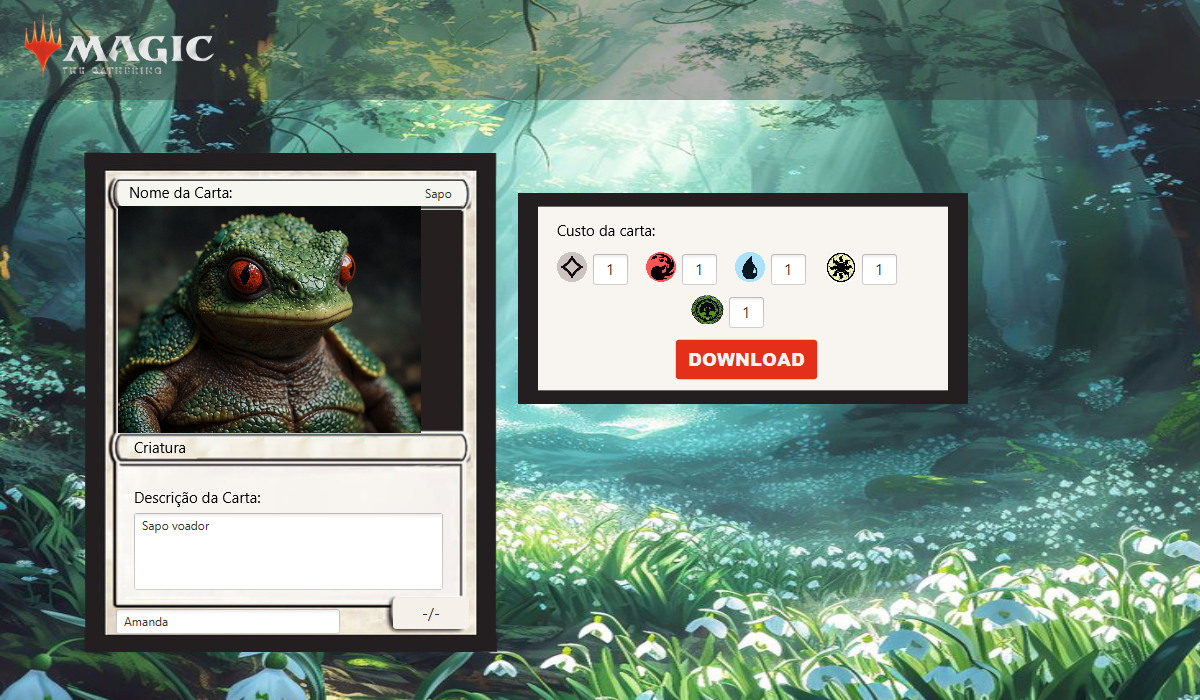 MAGIC
THE GATHERING
Nome da Carta: Sapo
Criatura
Descrição da Carta:
Sapo voador
Amanda
-/-
Custo da carta:
1 1 1 1
1
DOWNLOAD